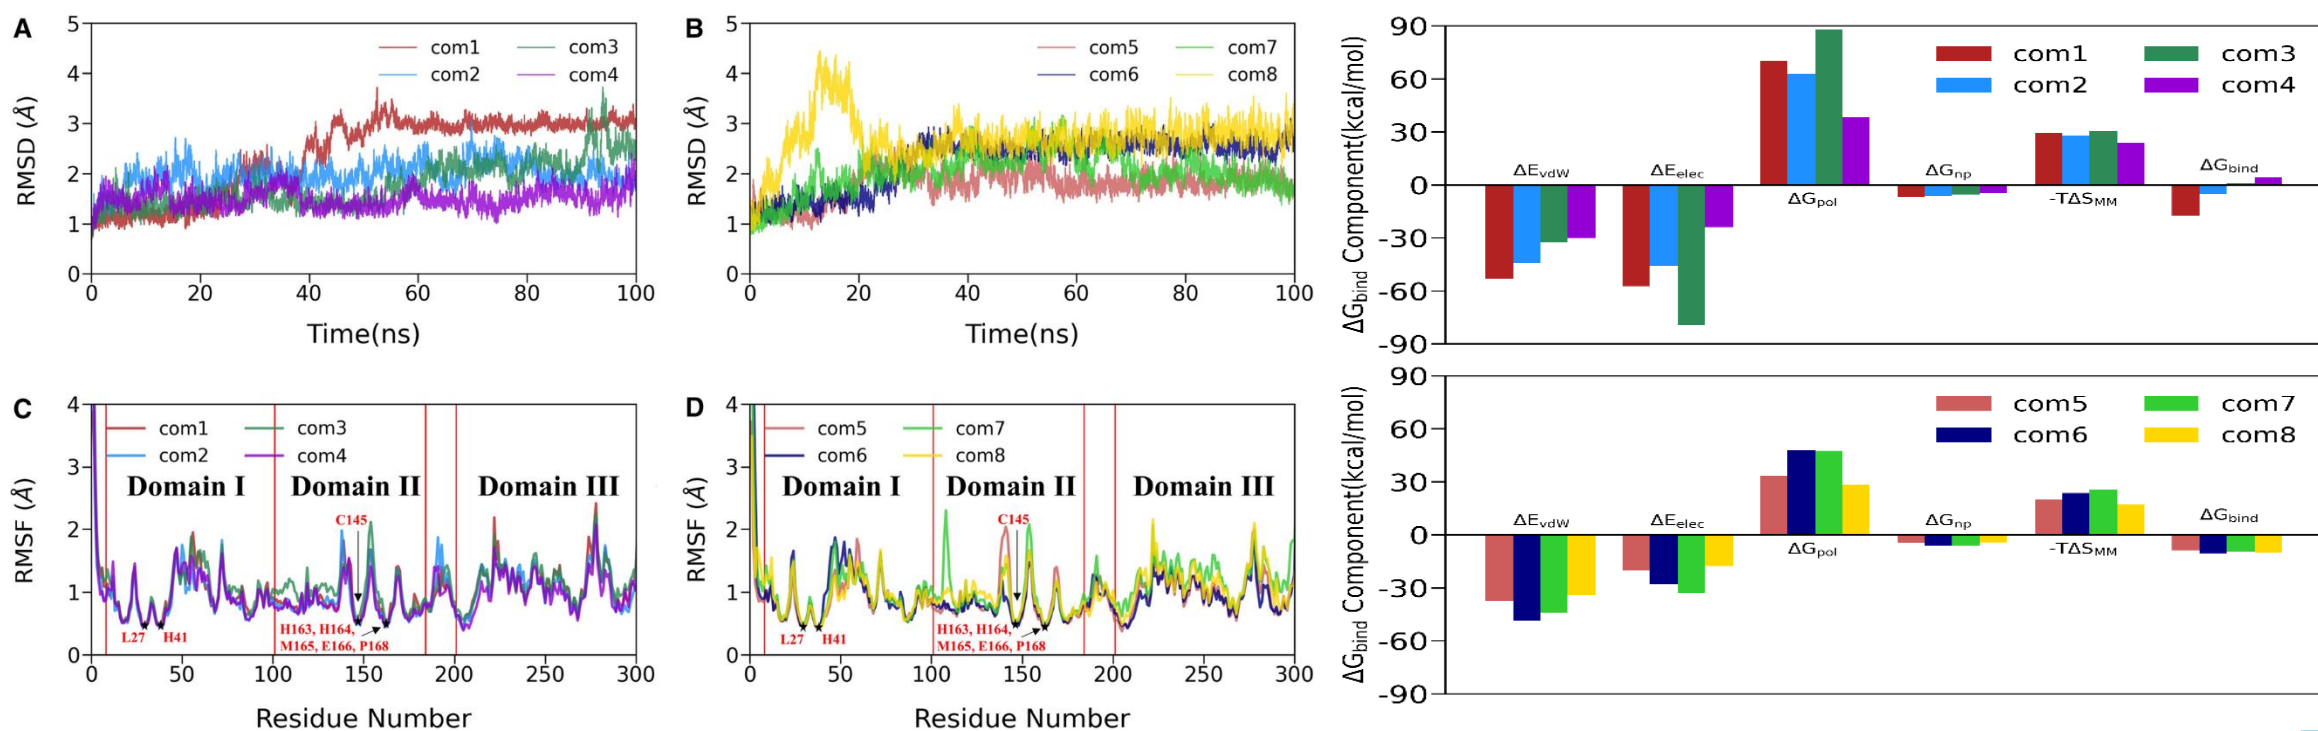 A
5
4
3
2
1
0
RMSD (Å)
com1
com2
com3
com4
0
20
40
60
80
100
Time(ns)
B
5
4
3
2
1
0
RMSD (Å)
com5
com6
com7
com8
0
20
40
60
80
100
Time(ns)
C
4
3
2
1
0
RMSF (Å)
com1
com2
com3
com4
Domain I
Domain II
Domain III
C145
L27
H41
H163, H164,
M165, E166, P168
0
50
100
150
200
250
300
Residue Number
D
4
3
2
1
0
RMSF (Å)
com5
com6
com7
com8
Domain I
Domain II
Domain III
C145
L27
H41
H163, H164,
M165, E166, P168
0
50
100
150
200
250
300
Residue Number
90
60
30
0
-30
-60
-90
ΔGbind Component(kcal/mol)
com1
com2
com3
com4
ΔEvdW
ΔEelec
ΔGpol
ΔGnp
-TΔSMM
ΔGbind
90
60
30
0
-30
-60
-90
ΔGbind Component(kcal/mol)
com5
com6
com7
com8
ΔEvdW
ΔEelec
ΔGpol
ΔGnp
-TΔSMM
ΔGbind